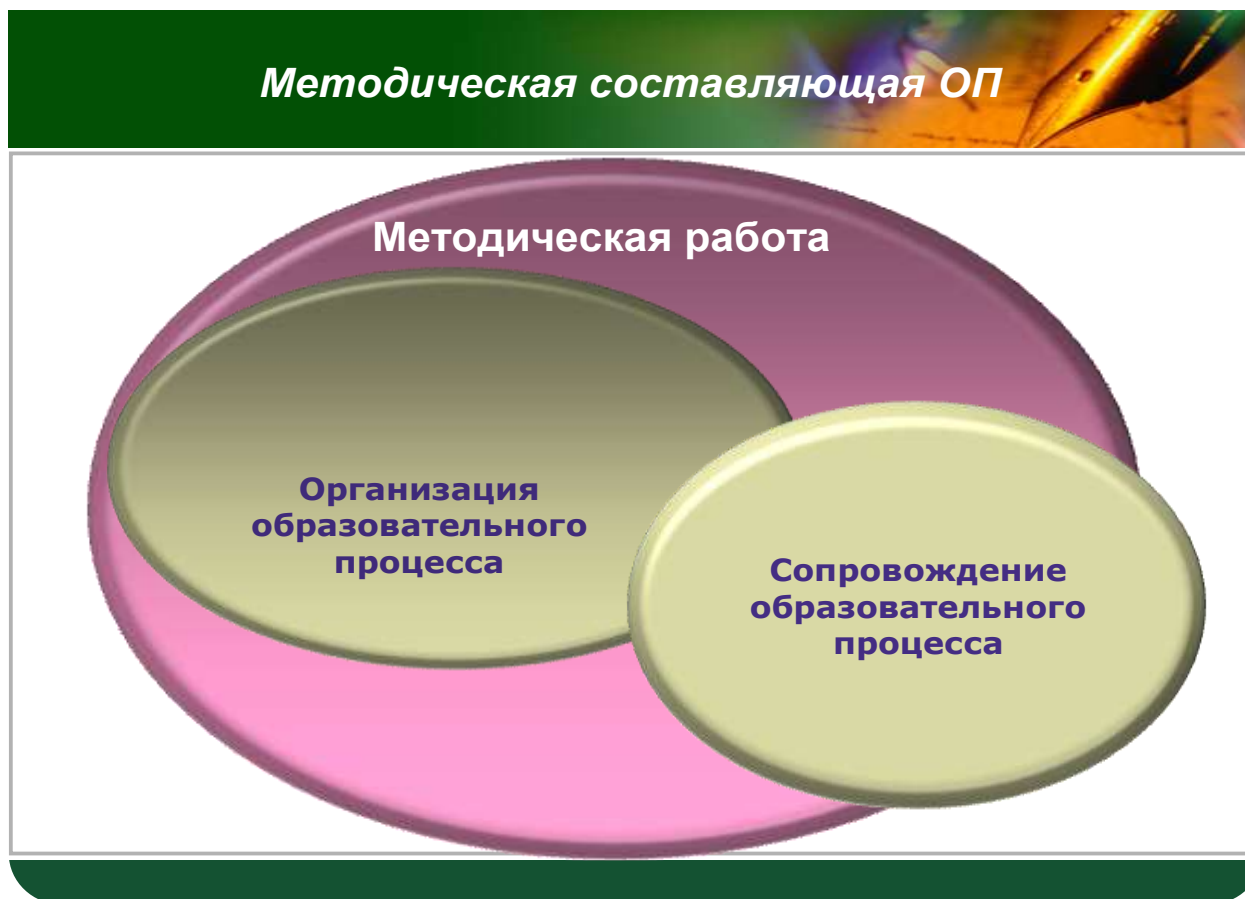 Методическая составляющая ОП
Методическая работа
Организация
образовательного
процесса
Сопровождение
образовательного
процесса